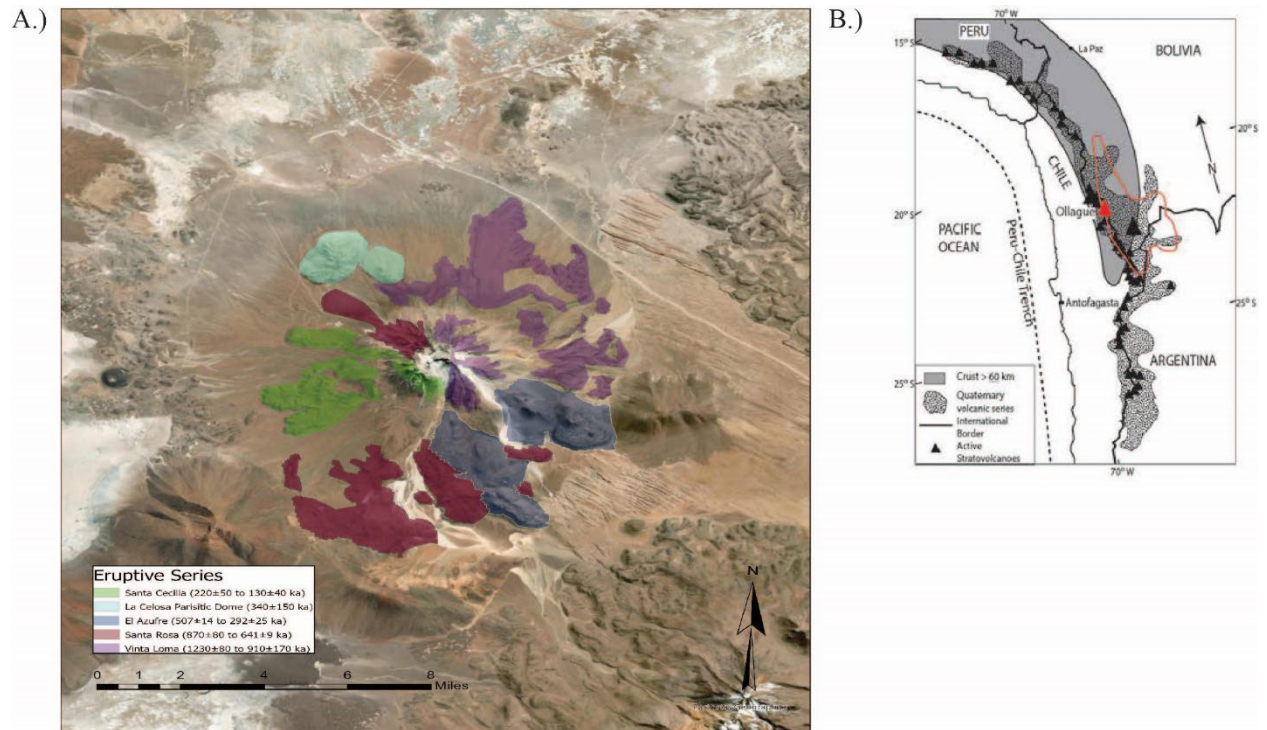 A.)
N
Eruptive Series
Santa Cecilia (220±50 to 130±40 ka)
La Celosa Parisitic Dome (340±150 ka)
El Azufre (507±14 to 292±25 ka)
Santa Rosa (870±80 to 641±9 ka)
Vinta Loma (1230±80 to 910±170 ka)
0 1 2 4 6 8
Miles
B.)
70° W
PERU
15°S
La Paz
BOLIVIA
20°S
N
CHILE
Ollague
20°S
PACIFIC
OCEAN
Peru-Chile Trench
Antofagasta
25°S
ARGENTINA
25°S
Crust > 60 km
Quaternary
volcanic series
International
Border
Active
Stratovolcanoes
70° W